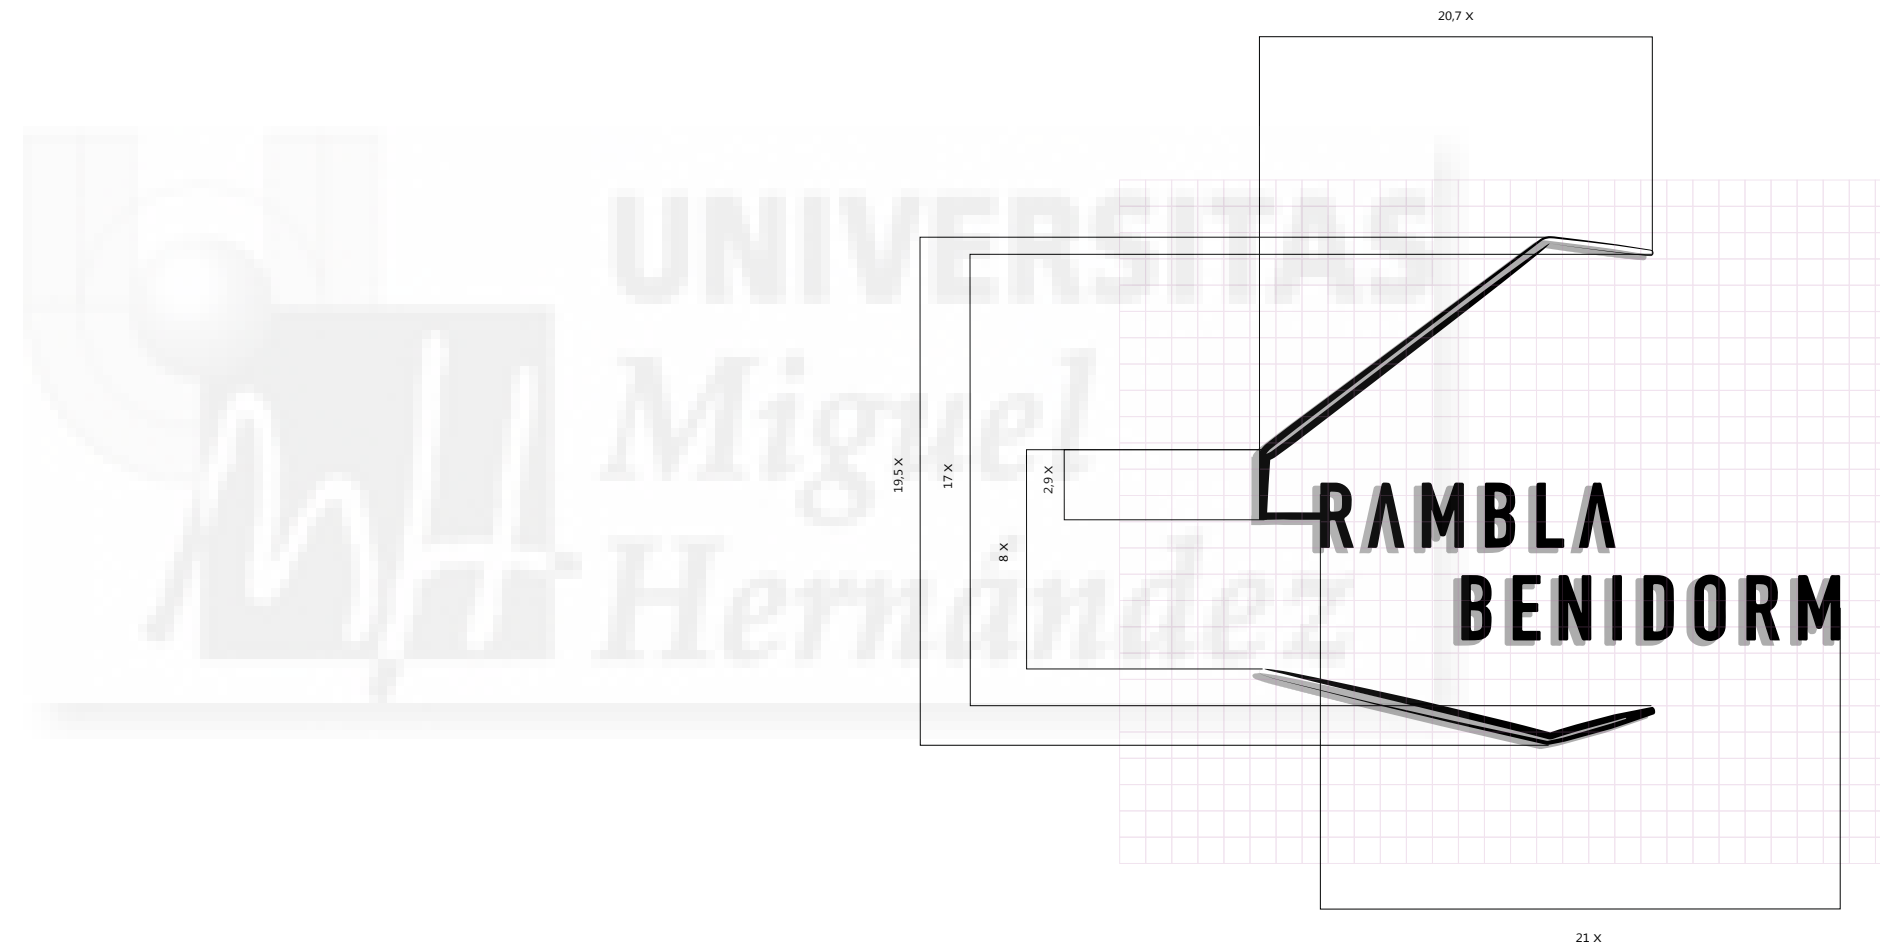 20,7 X
UNIVERSITAS
Miguel
Hernández
19,5 X
17 X
2,9 X
8 X
RAMBLA
BENIDORM
21 X